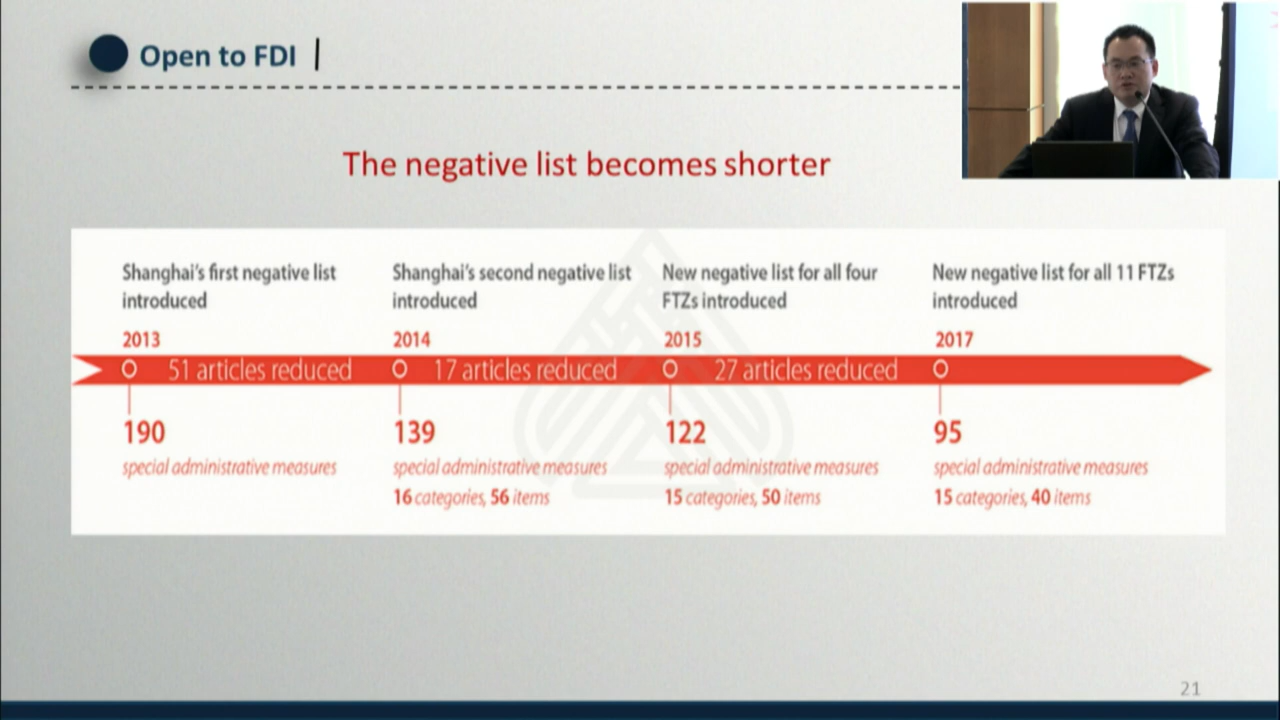 Open to FDI |
The negative list becomes shorter
Shanghai's first negative list
introduced
2013
Shanghai's second negative list
introduced
2014
New negative list for all four
FTZs introduced
2015
New negative list for all 11 FTZs
introduced
2017
51 articles reduced
17 articles reduced
27 articles reduced
190
special administrative measures
139
special administrative measures
16 categories, 56 items
122
special administrative measures
15 categories, 50 items
95
special administrative measures
15 categories, 40 items
21